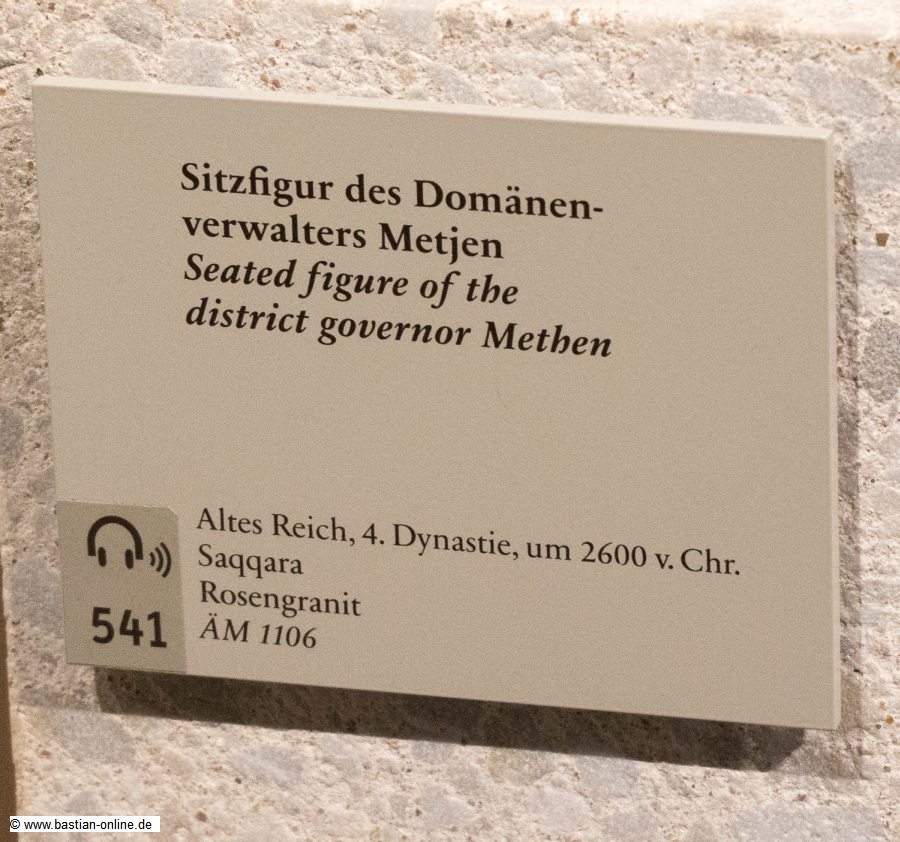 Sitzfigur des Domänen-
verwalters Metjen
Seated figure of the
district governor Methen
Altes Reich, 4. Dynastie, um 2600 v. Chr.
Saqqara
Rosengranit
ÄM 1106
541
© www.bastian-online.de